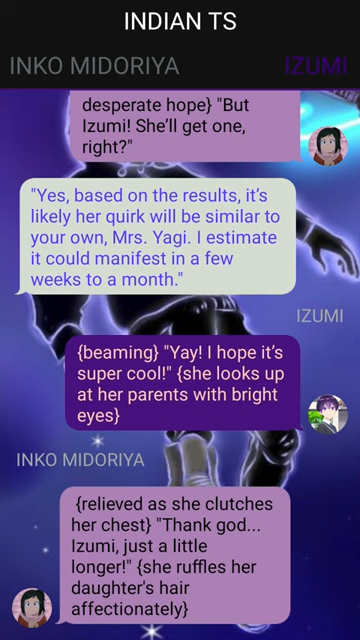 INDIAN TS
INKO MIDORIYA
IZUMI
desperate hope} "But
Izumi! She’ll get one,
right?"
"Yes, based on the results, it’s
likely her quirk will be similar to
your own, Mrs. Yagi. I estimate
it could manifest in a few
weeks to a month."
IZUMI
{beaming} "Yay! I hope it’s
super cool!" {she looks up
at her parents with bright
eyes}
INKO MIDORIYA
{relieved as she clutches
her chest} "Thank god...
Izumi, just a little
longer!" {she ruffles her
daughter's hair
affectionately}